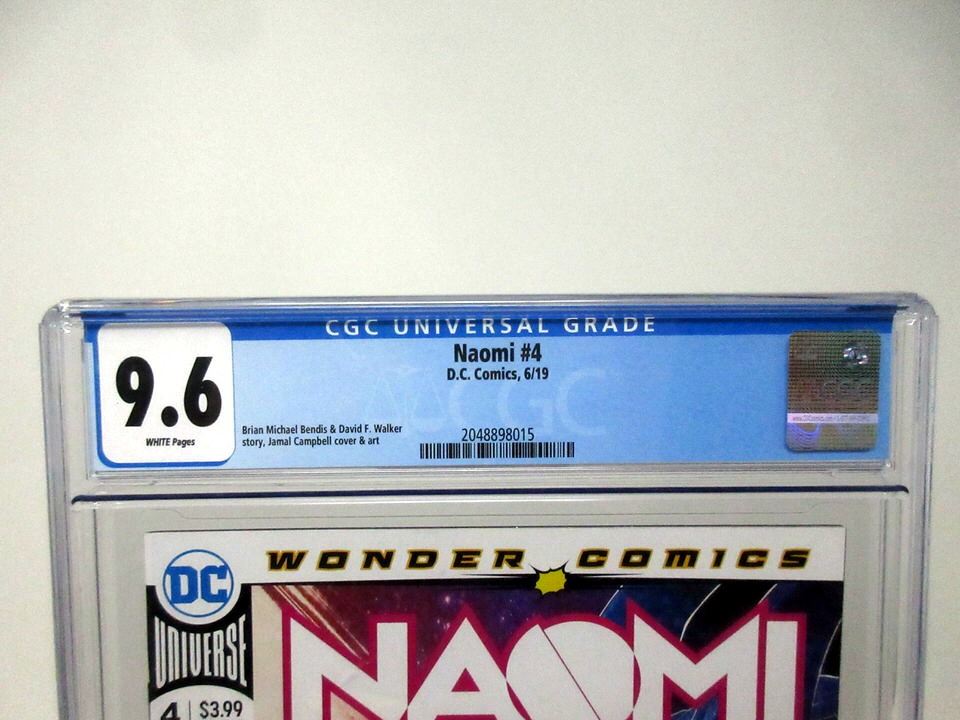 CGC UNIVERSAL GRADE
9.6
WHITE Pages
Naomi #4
D.C. Comics, 6/19
Brian Michael Bendis & David F. Walker
story, Jamal Campbell cover & art
2048898015
CGC
WONDER COMICS
DC
UNIVERSE
4 | $3.99
NAOMI